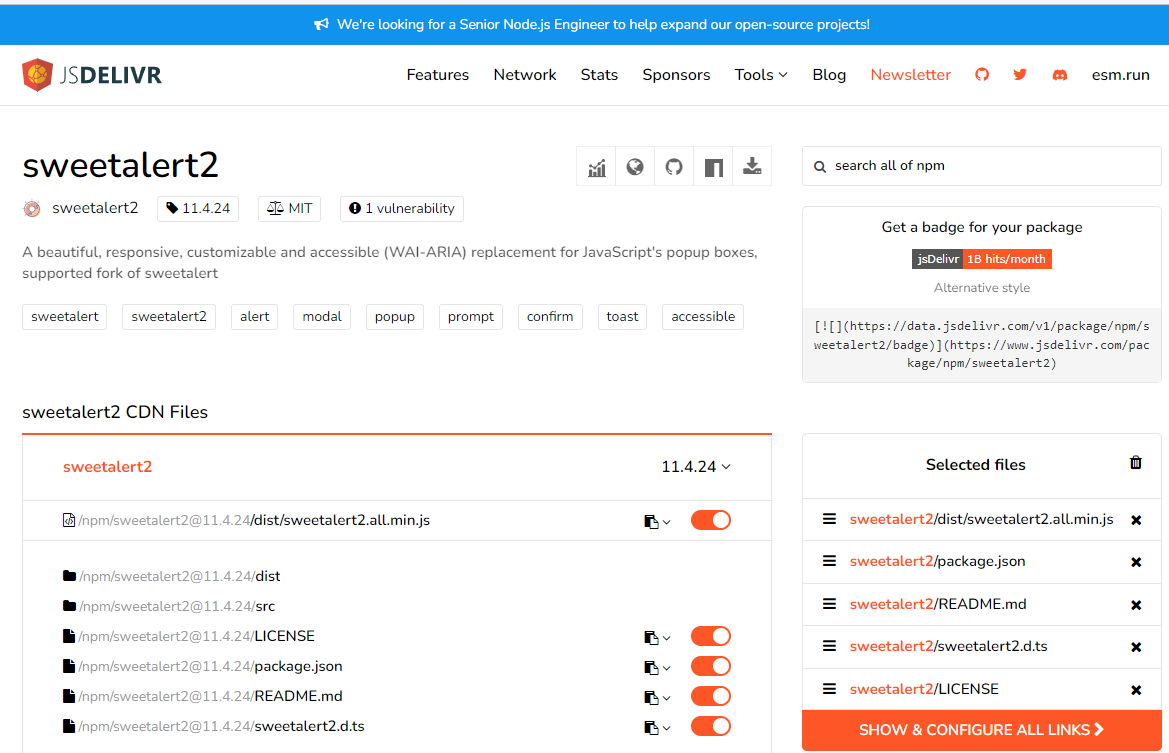 We're looking for a Senior Node.js Engineer to help expand our open-source projects!
JSDELIVR
Features
Network
Stats
Sponsors
Tools
Blog
Newsletter
esm.run
sweetalert2
sweetalert2
11.4.24
MIT
1 vulnerability
A beautiful, responsive, customizable and accessible (WAI-ARIA) replacement for JavaScript's popup boxes,
supported fork of sweetalert
sweetalert
sweetalert2
alert
modal
popup
prompt
confirm
toast
accessible
search all of npm
Get a badge for your package
jsDelivr 1B hits/month
Alternative style
[![](https://data.jsdelivr.com/v1/package/npm/s
weetalert2/badge)](https://www.jsdelivr.com/pac
kage/npm/sweetalert2)
sweetalert2 CDN Files
sweetalert2
11.4.24
/npm/sweetalert2@11.4.24/dist/sweetalert2.all.min.js
/npm/sweetalert2@11.4.24/dist
/npm/sweetalert2@11.4.24/src
/npm/sweetalert2@11.4.24/LICENSE
/npm/sweetalert2@11.4.24/package.json
/npm/sweetalert2@11.4.24/README.md
/npm/sweetalert2@11.4.24/sweetalert2.d.ts
Selected files
sweetalert2/dist/sweetalert2.all.min.js
sweetalert2/package.json
sweetalert2/README.md
sweetalert2/sweetalert2.d.ts
sweetalert2/LICENSE
SHOW & CONFIGURE ALL LINKS